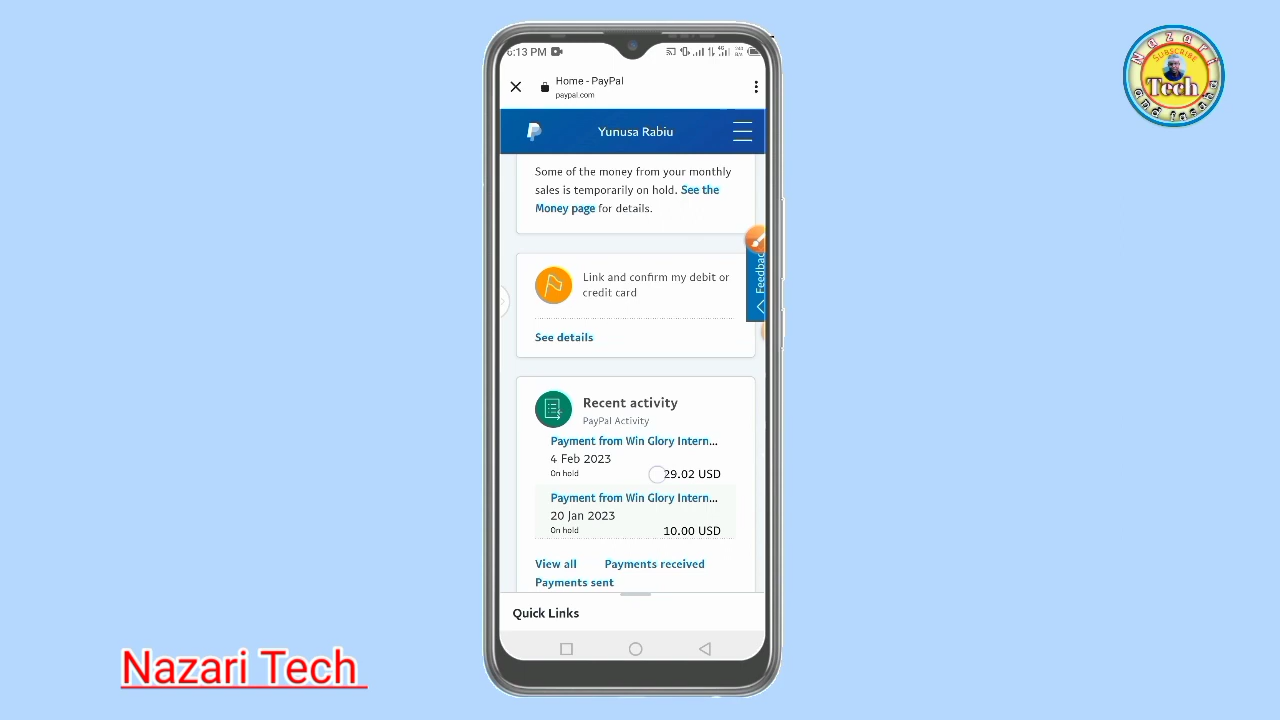 6:13 PM
Home - PayPal
paypal.com
Yunusa Rabiu
Some of the money from your monthly
sales is temporarily on hold. See the
Money page for details.
Link and confirm my debit or
credit card
See details
Feedbac
Recent activity
PayPal Activity
Payment from Win Glory Intern...
4 Feb 2023
On hold
29.02 USD
Payment from Win Glory Intern...
20 Jan 2023
On hold
10.00 USD
View all
Payments received
Payments sent
Quick Links
Nazari
SUBSCRIBE
Tech
Nazari Tech